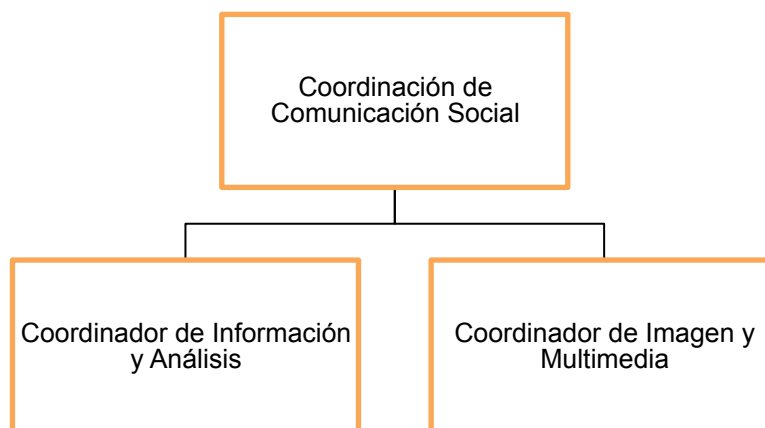 Coordinación de
Comunicación Social
Coordinador de Información
y Análisis
Coordinador de Imagen y
Multimedia